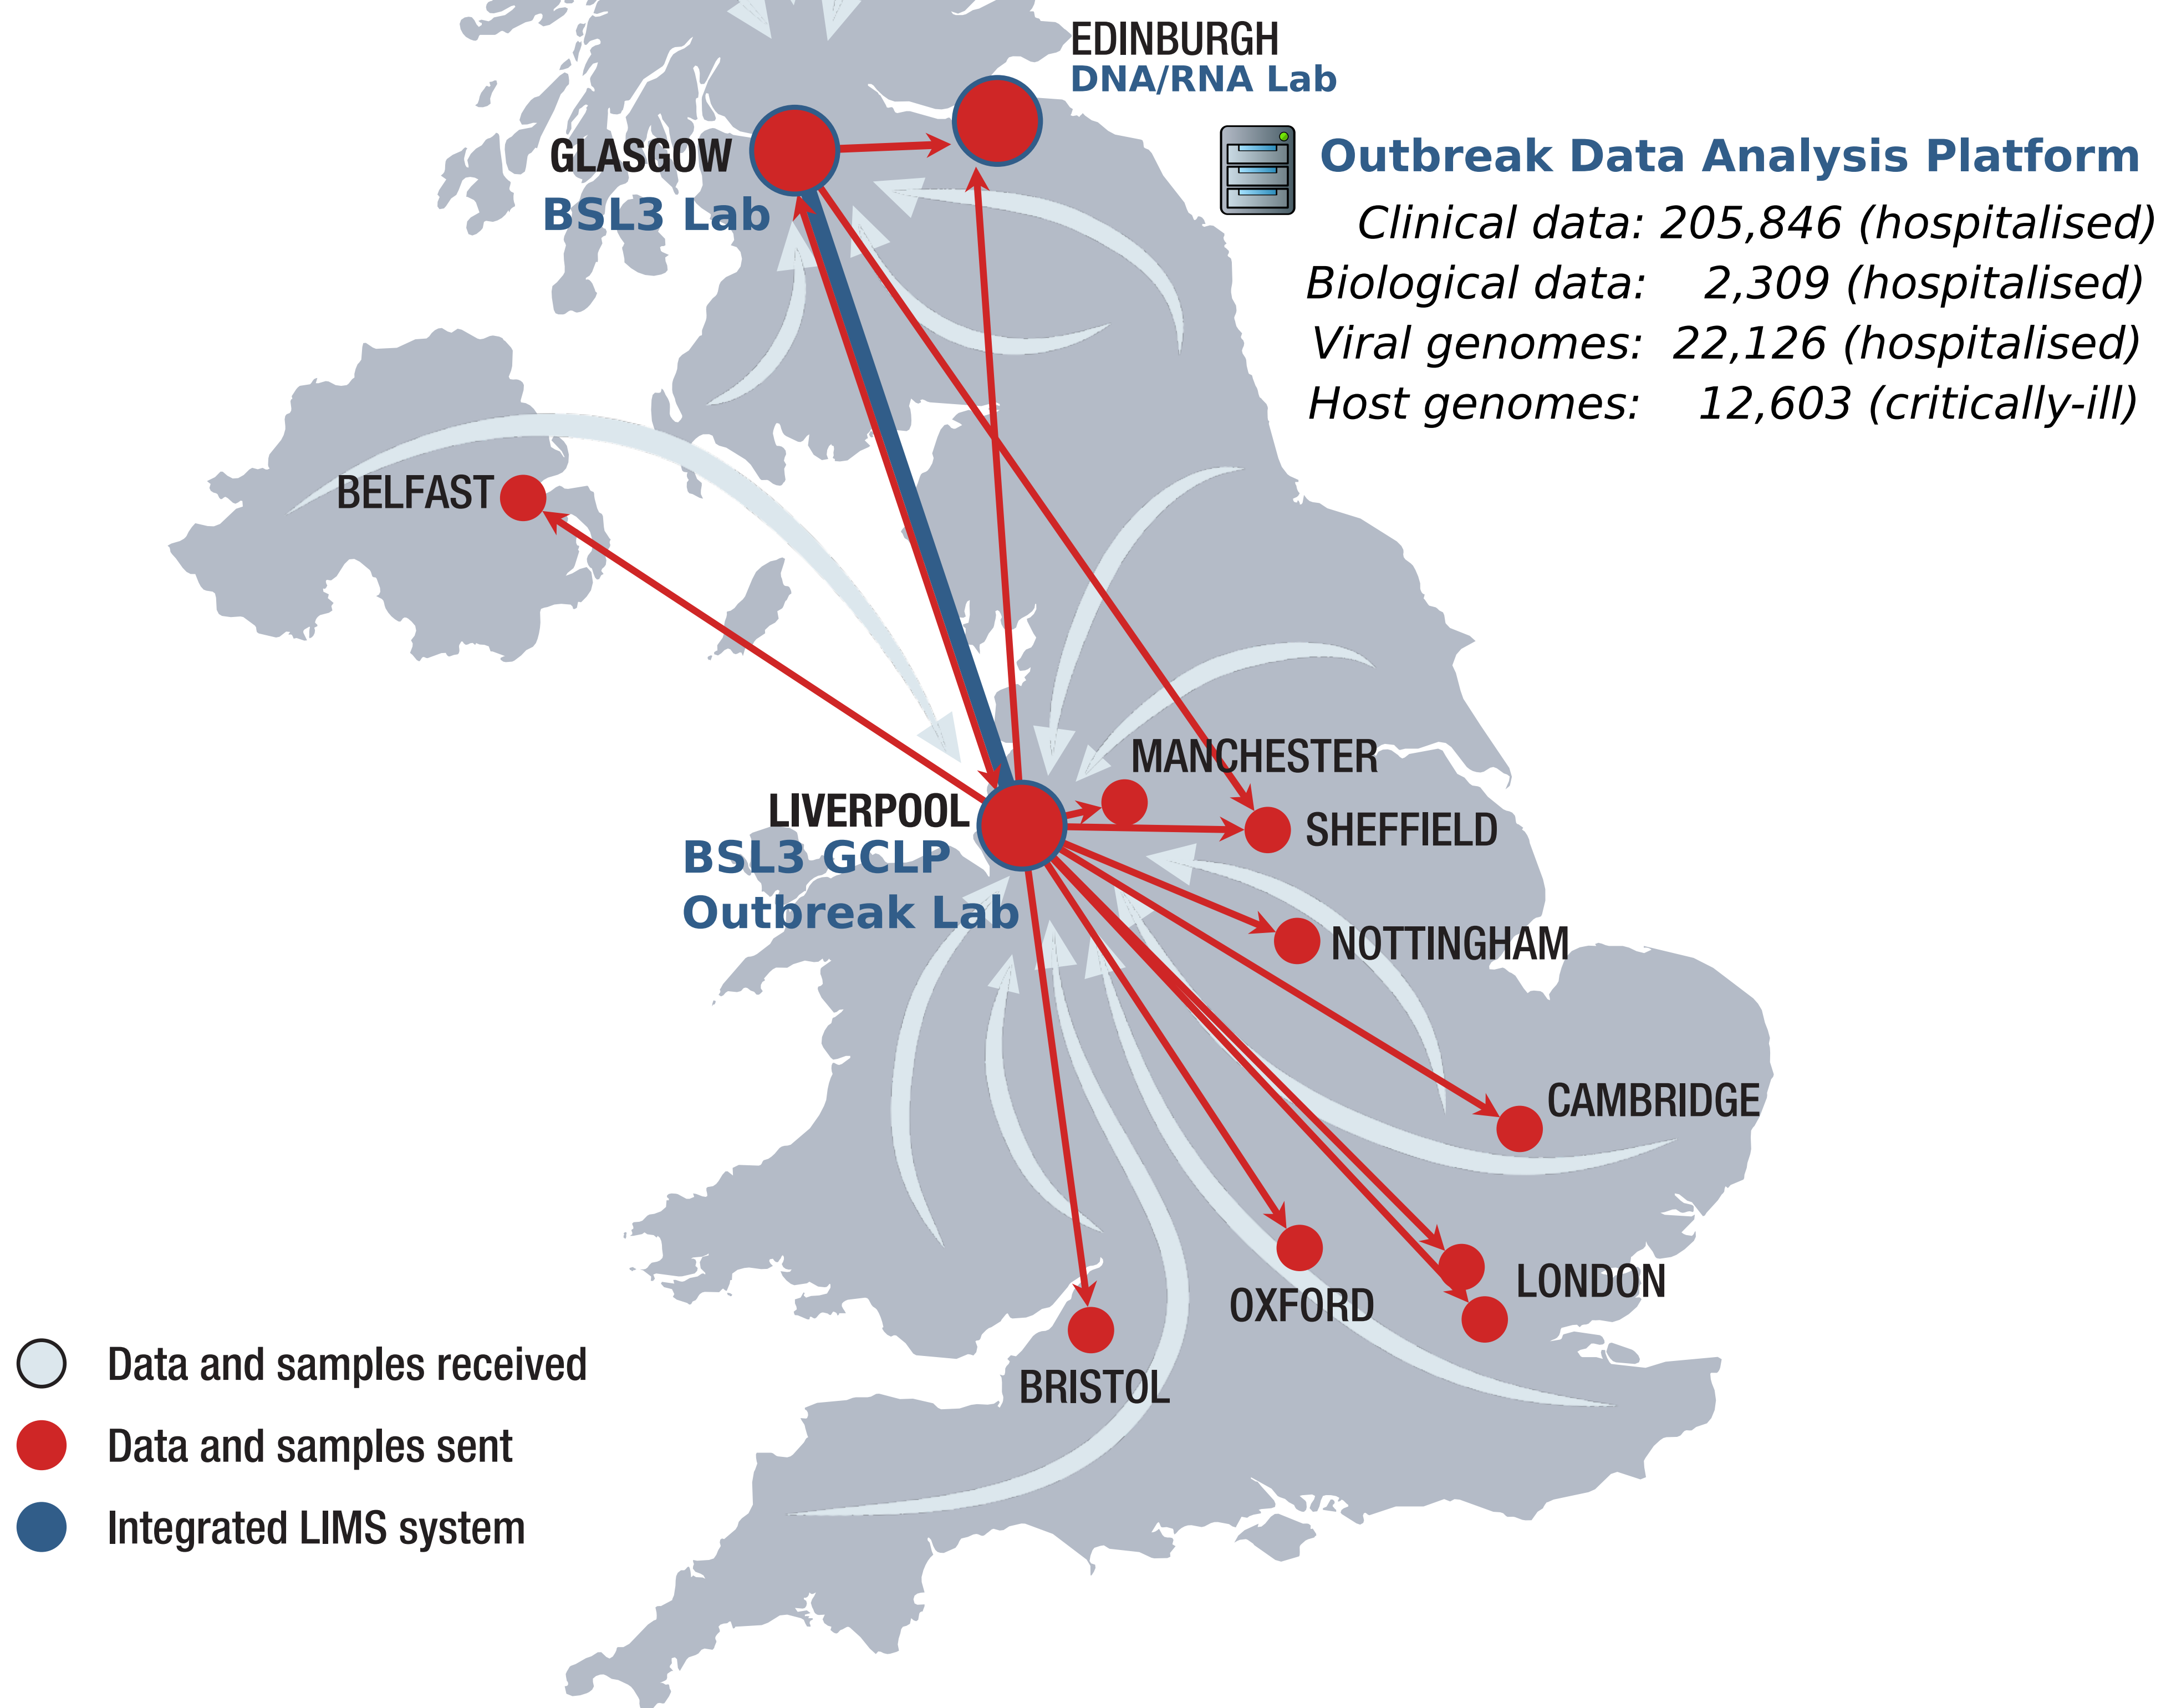 EDINBURGH
DNA/RNA Lab
GLASGOW
BSL3 Lab
Outbreak Data Analysis Platform
Clinical data: 205,846 (hospitalised)
Biological data: 2,309 (hospitalised)
Viral genomes: 22,126 (hospitalised)
Host genomes: 12,603 (critically-ill)
BELFAST
MANCHESTER
LIVERPOOL
BSL3 GCLP
Outbreak Lab
SHEFFIELD
NOTTINGHAM
CAMBRIDGE
LONDON
OXFORD
BRISTOL
Data and samples received
Data and samples sent
Integrated LIMS system